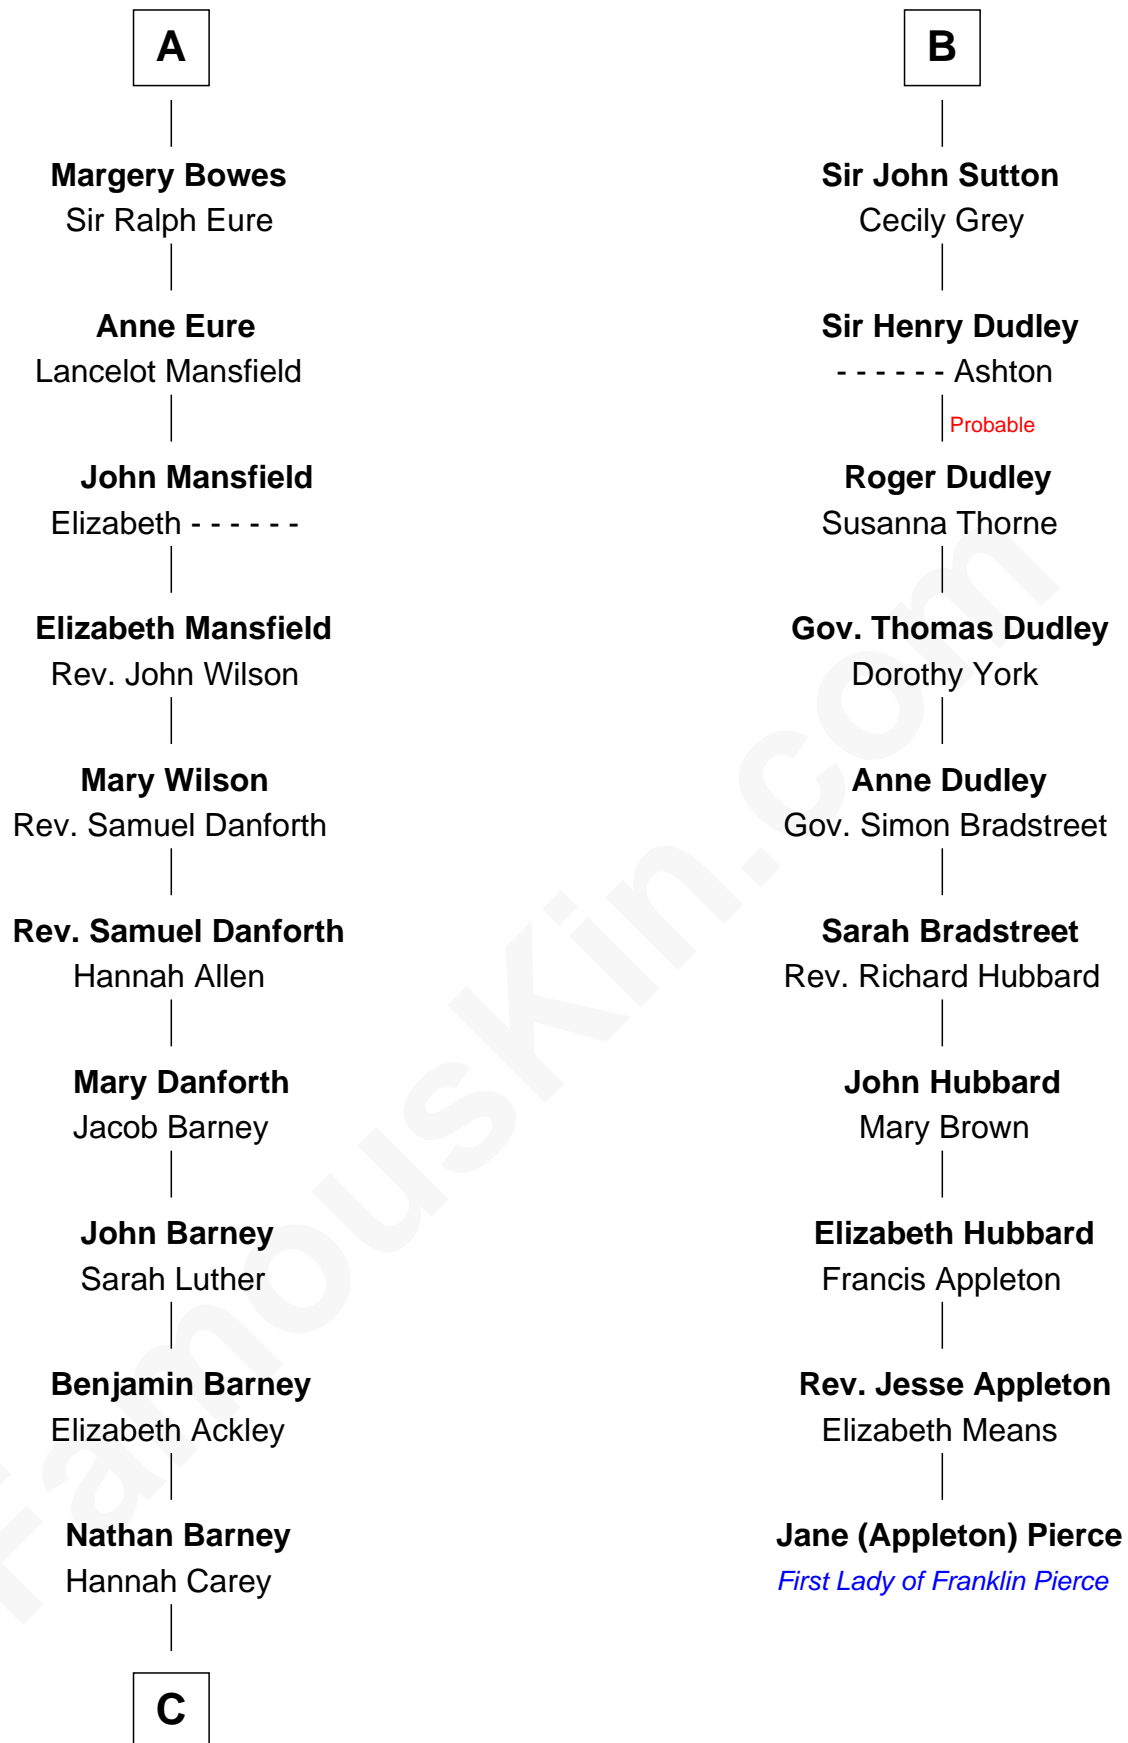 A
Margery Bowes
Sir Ralph Eure
Anne Eure
Lancelot Mansfield
John Mansfield
Elizabeth - - - - - -
Elizabeth Mansfield
Rev. John Wilson
Mary Wilson
Rev. Samuel Danforth
Rev. Samuel Danforth
Hannah Allen
Mary Danforth
Jacob Barney
John Barney
Sarah Luther
Benjamin Barney
Elizabeth Ackley
Nathan Barney
Hannah Carey
C
B
Sir John Sutton
Cecily Grey
Sir Henry Dudley
- - - - - - Ashton
Probable
Roger Dudley
Susanna Thorne
Gov. Thomas Dudley
Dorothy York
Anne Dudley
Gov. Simon Bradstreet
Sarah Bradstreet
Rev. Richard Hubbard
John Hubbard
Mary Brown
Elizabeth Hubbard
Francis Appleton
Rev. Jesse Appleton
Elizabeth Means
Jane (Appleton) Pierce
First Lady of Franklin Pierce
FamousKin.com